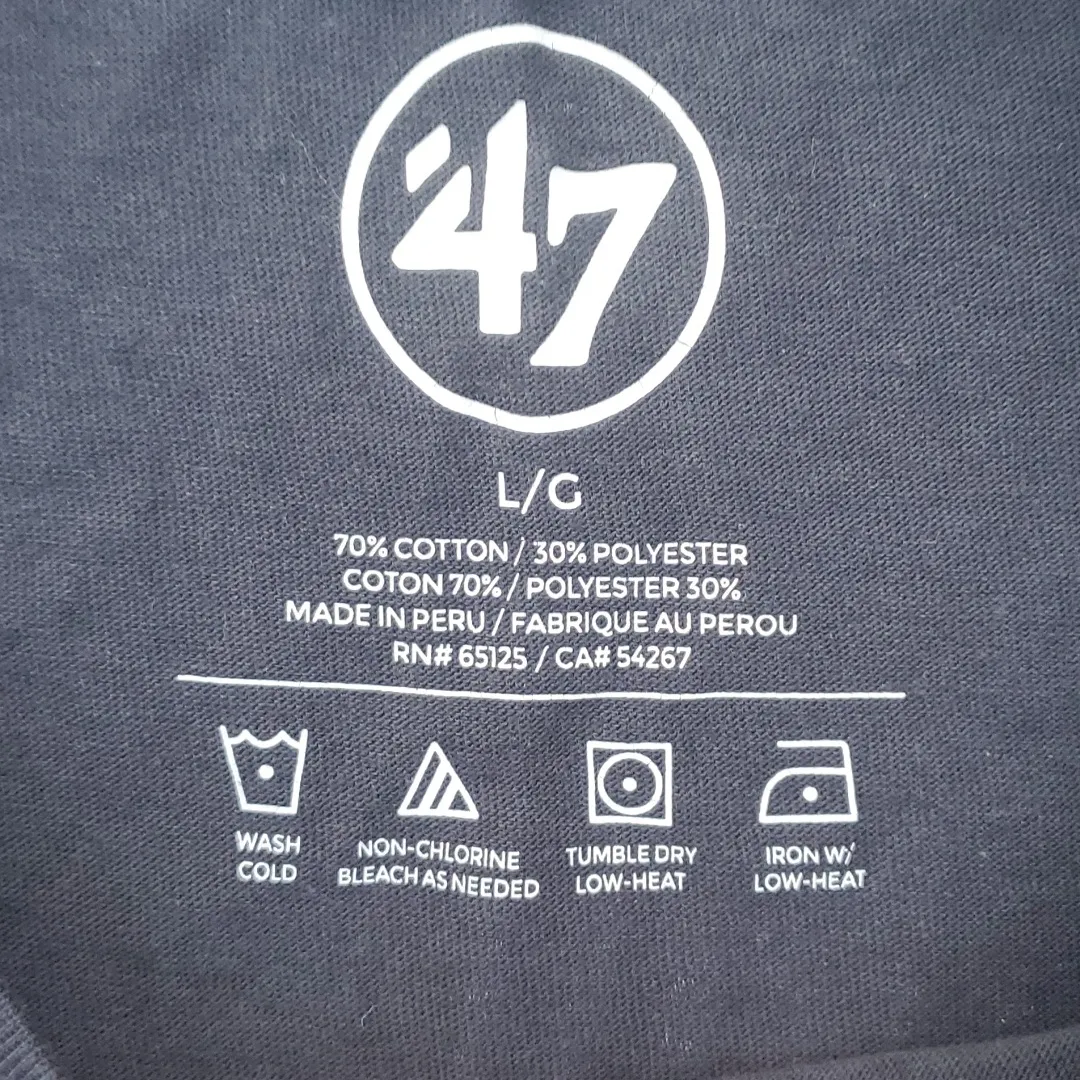 '47
L/G
70% COTTON / 30% POLYESTER
COTON 70% / POLYESTER 30%
MADE IN PERU / FABRIQUE AU PEROU
RN# 65125 / CA# 54267
WASH COLD
NON-CHLORINE BLEACH AS NEEDED
TUMBLE DRY LOW-HEAT
IRON W/ LOW-HEAT